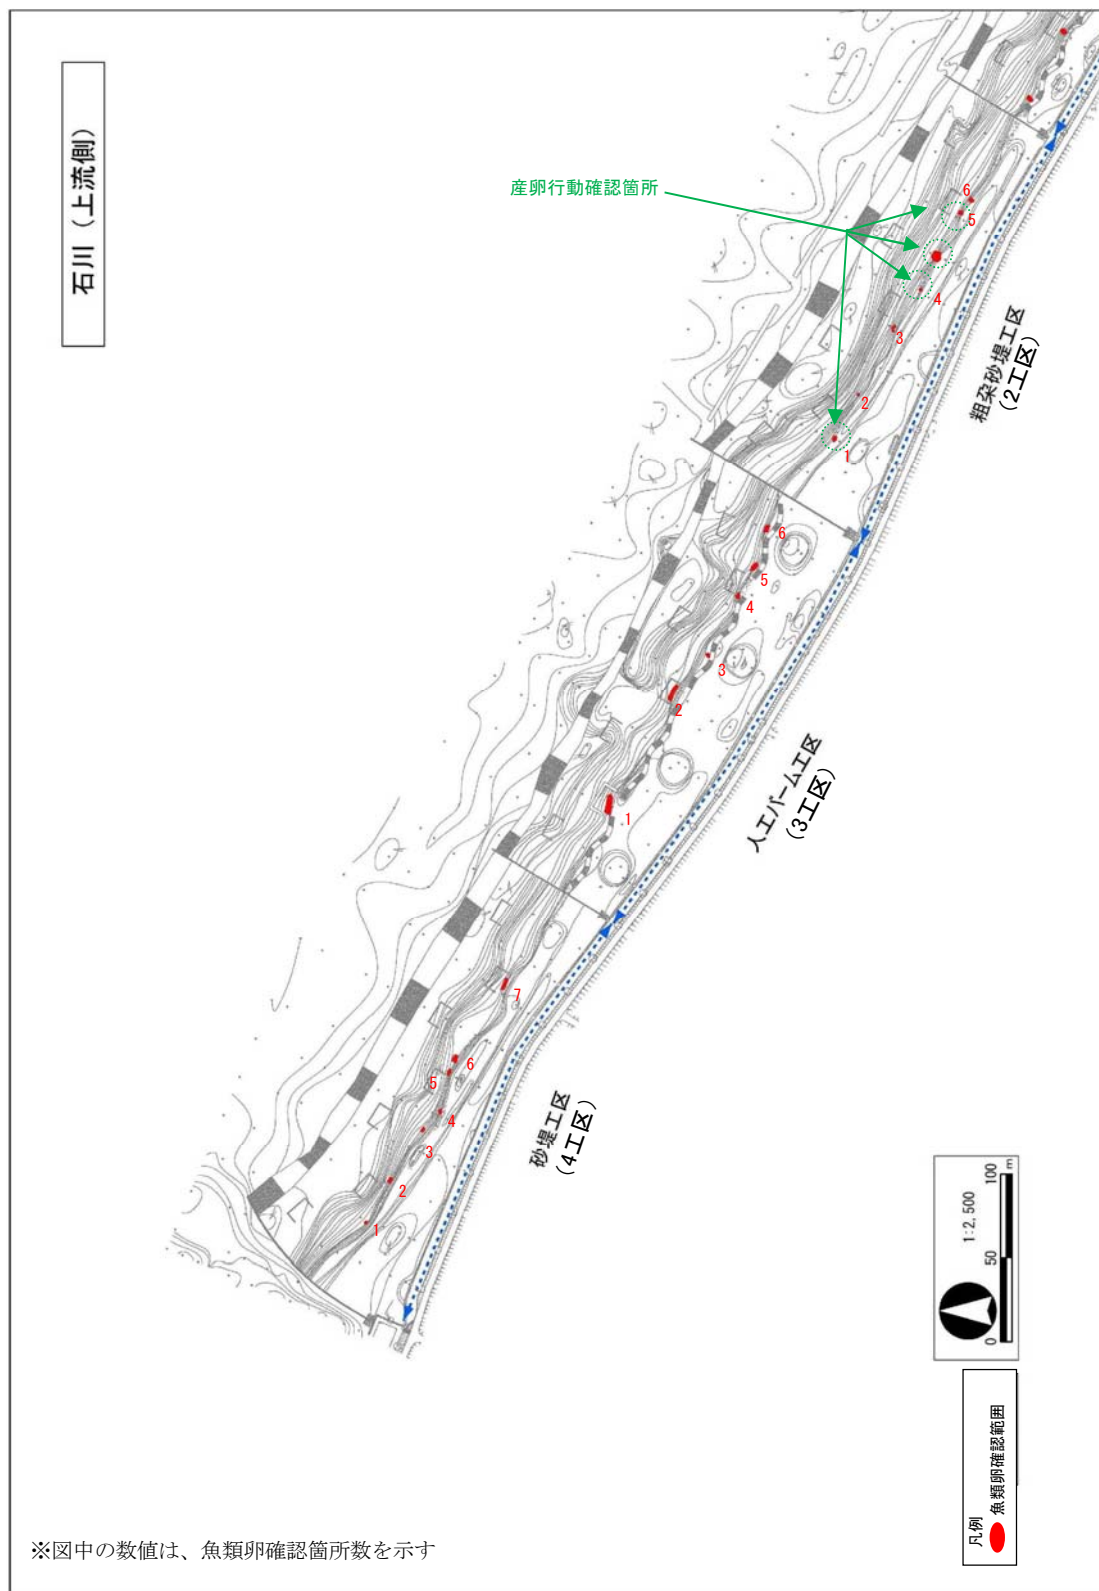 石川（上流側）
産卵行動確認箇所
6
5
4
3
2
1
粗朶砂堤工区
（2工区）
6
5
4
3
2
1
人工バーム工区
（3工区）
7
6
5
4
3
2
1
砂堤工区
（4工区）
1:2,500
0 50 100 m
凡例
魚類卵確認範囲
※図中の数値は、魚類卵確認箇所数を示す